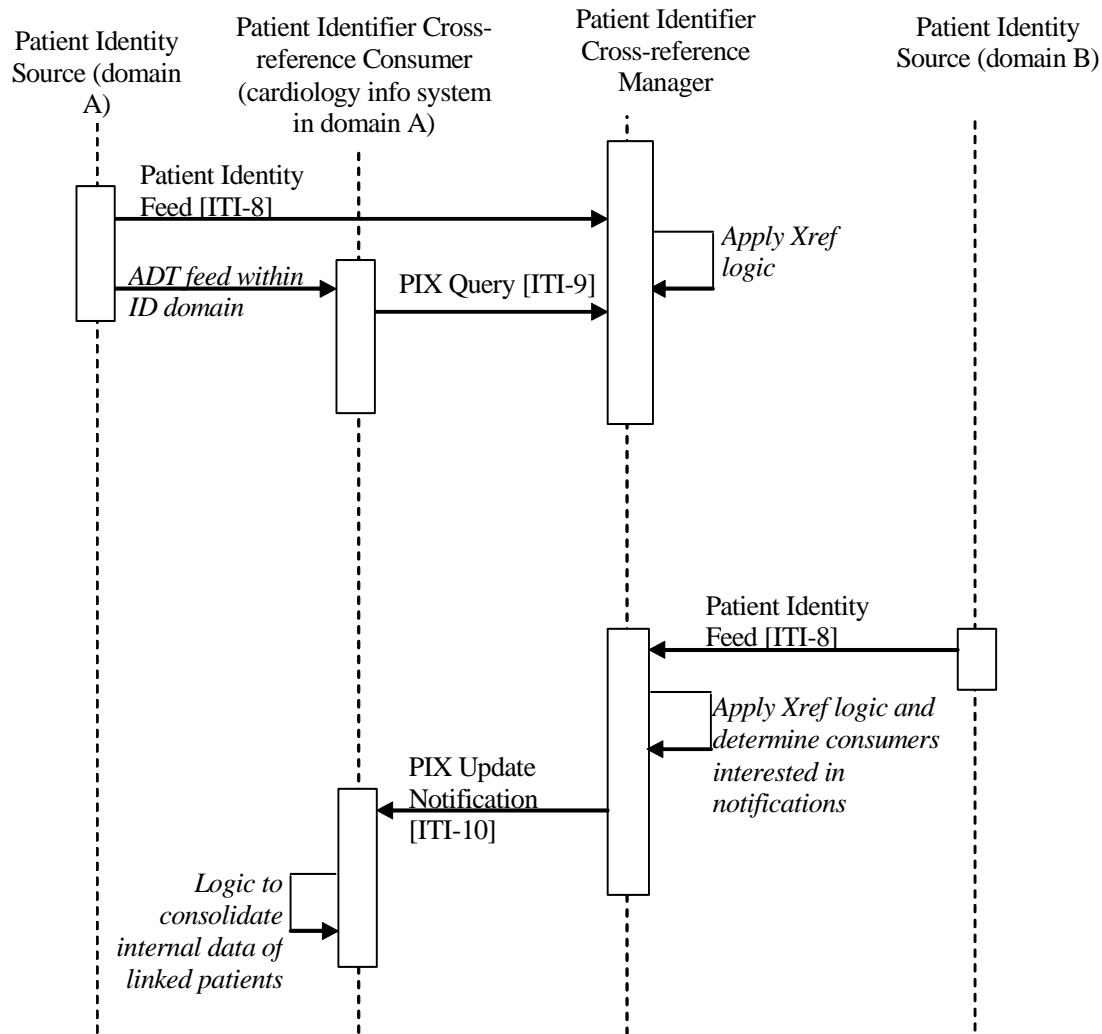 Patient Identity
Source (domain
A)
Patient Identifier Cross-
reference Consumer
(cardiology info system
in domain A)
Patient Identifier
Cross-reference
Manager
Patient Identity
Source (domain B)
Patient Identity
Feed [ITI-8]
Apply Xref
logic
ADT feed within
ID domain
PIX Query [ITI-9]
Patient Identity
Feed [ITI-8]
Apply Xref logic and
determine consumers
interested in
notifications
PIX Update
Notification
[ITI-10]
Logic to
consolidate
internal data of
linked patients